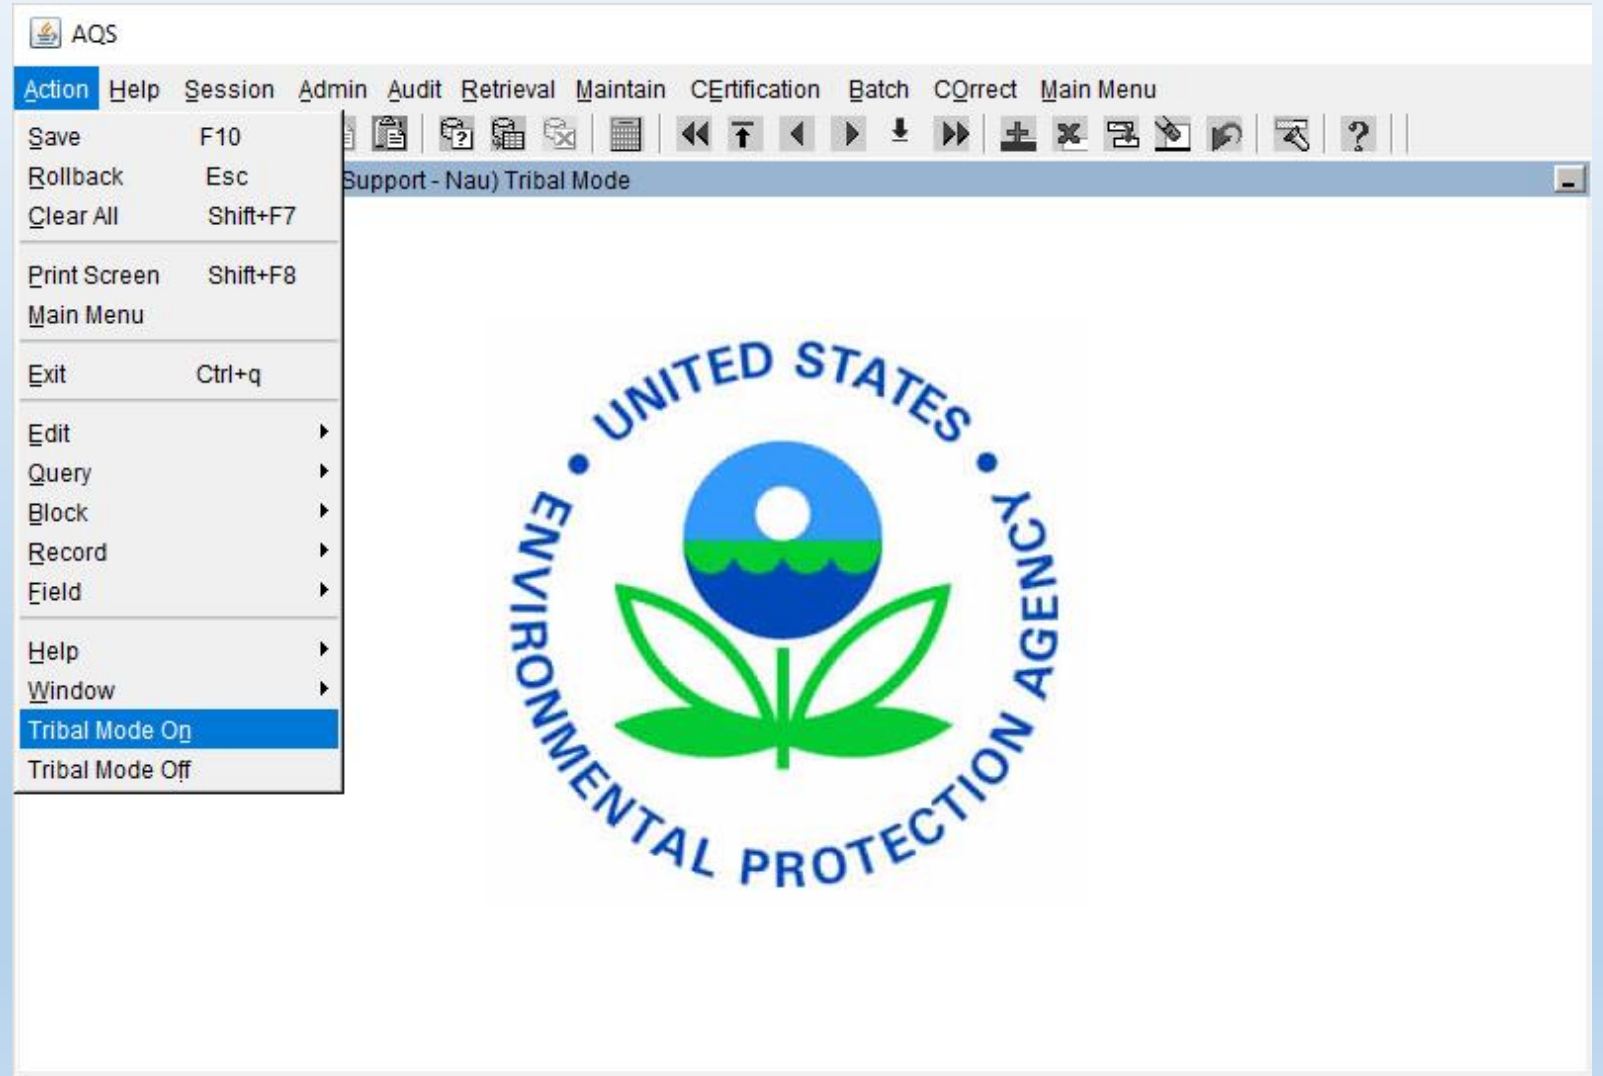 AQS
Action Help Session Admin Audit Retrieval Maintain CErtification Batch COrrect Main Menu
Save F10
Rollback Esc
Support - Nau) Tribal Mode
Clear All Shift+F7
Print Screen Shift+F8
Main Menu
Exit Ctrl+q
Edit
Query
Block
Record
Field
Help
Window
Tribal Mode On
Tribal Mode Off
UNITED STATES
ENVIRONMENTAL PROTECTION AGENCY